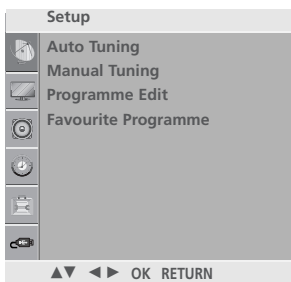 Setup
Auto Tuning
Manual Tuning
Programme Edit
Favourite Programme
▲▼ ◄► OK RETURN